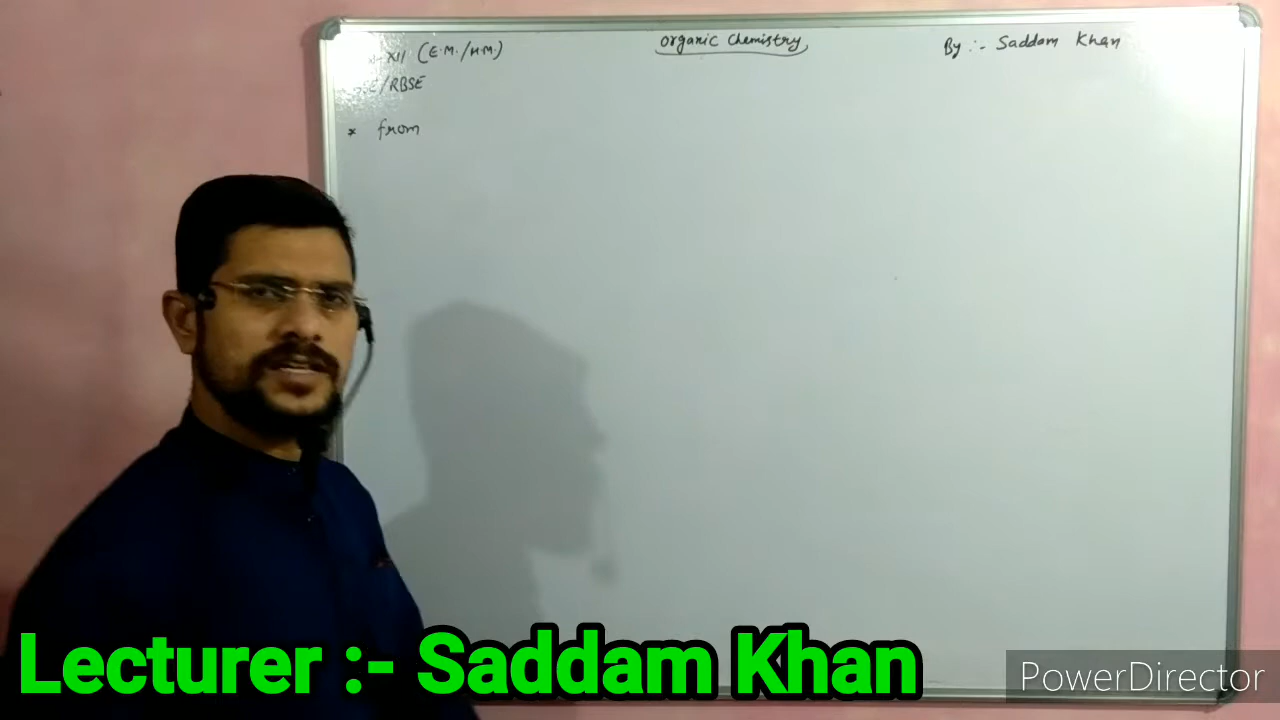 XII (E.M./H.M.)
Organic Chemistry
By :- Saddam Khan
/RBSE
* from
Lecturer :- Saddam Khan
PowerDirector